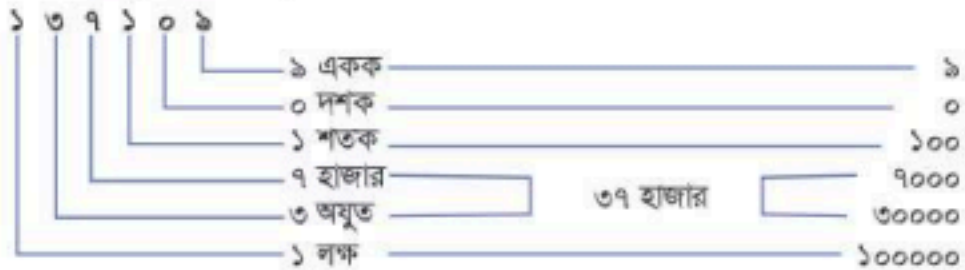 ১ ৩ ৭ ১ ০ ৯
৯ একক ৯
০ দশক ০
১ শতক ১০০
৭ হাজার ৭০০০
৩৭ হাজার
৩ অযুত ৩০০০০
১ লক্ষ ১০০০০০